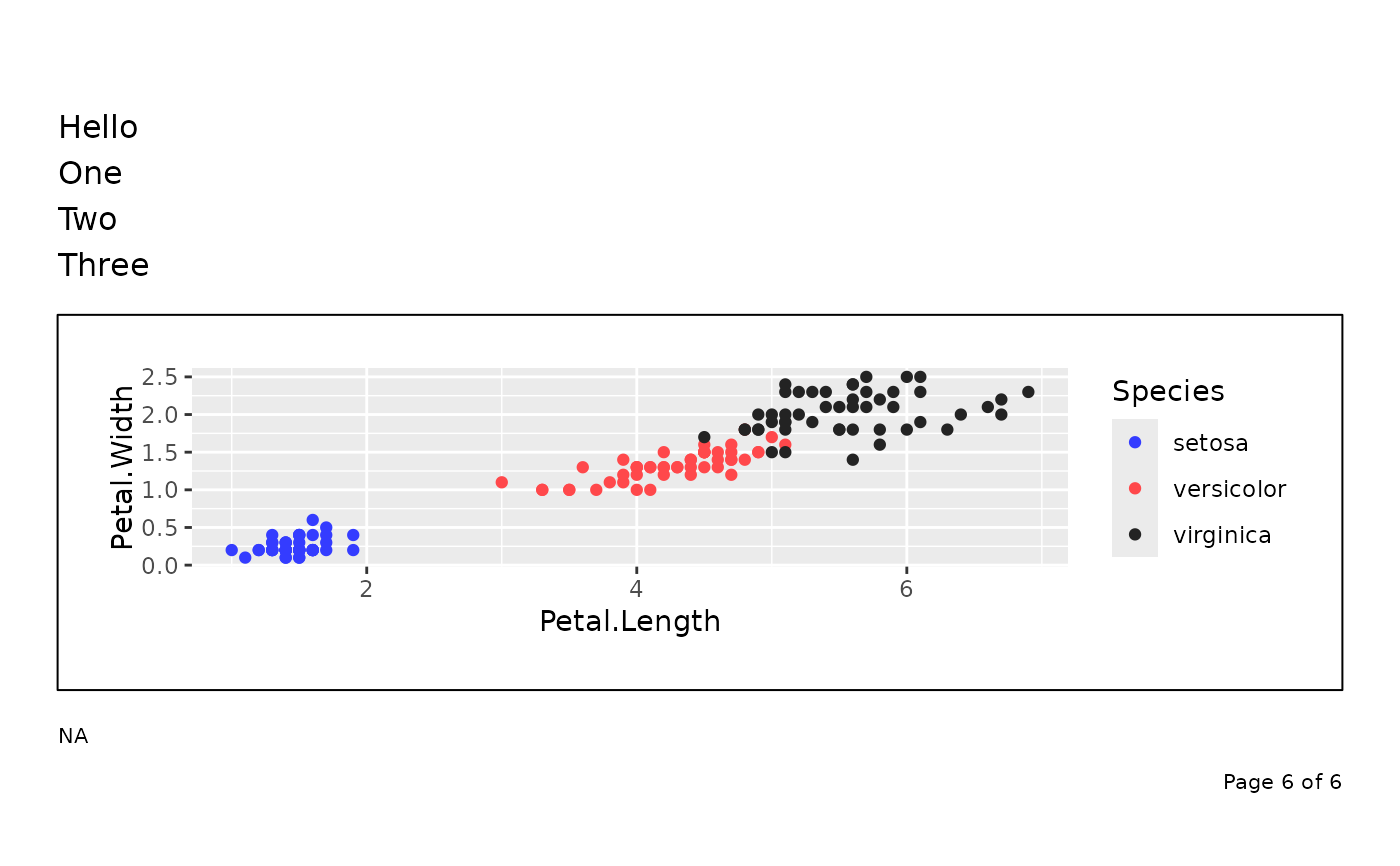 Hello
One
Two
Three
2.5
2.0
1.5
1.0
0.5
0.0
Petal.Width
2 4 6
Petal.Length
Species
setosa
versicolor
virginica
NA
Page 6 of 6